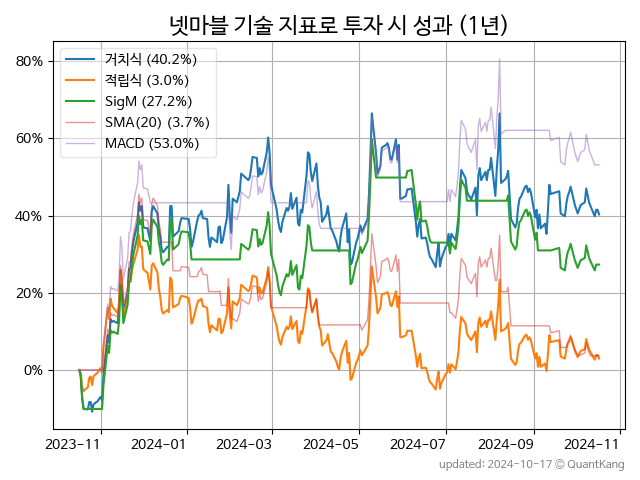 넷마블 기술 지표로 투자 시 성과 (1년)
80%
60%
40%
20%
0%
거치식 (40.2%)
적립식 (3.0%)
SigM (27.2%)
SMA(20) (3.7%)
MACD (53.0%)
2023-11 2024-01 2024-03 2024-05 2024-07 2024-09 2024-11
updated: 2024-10-17 © QuantKang